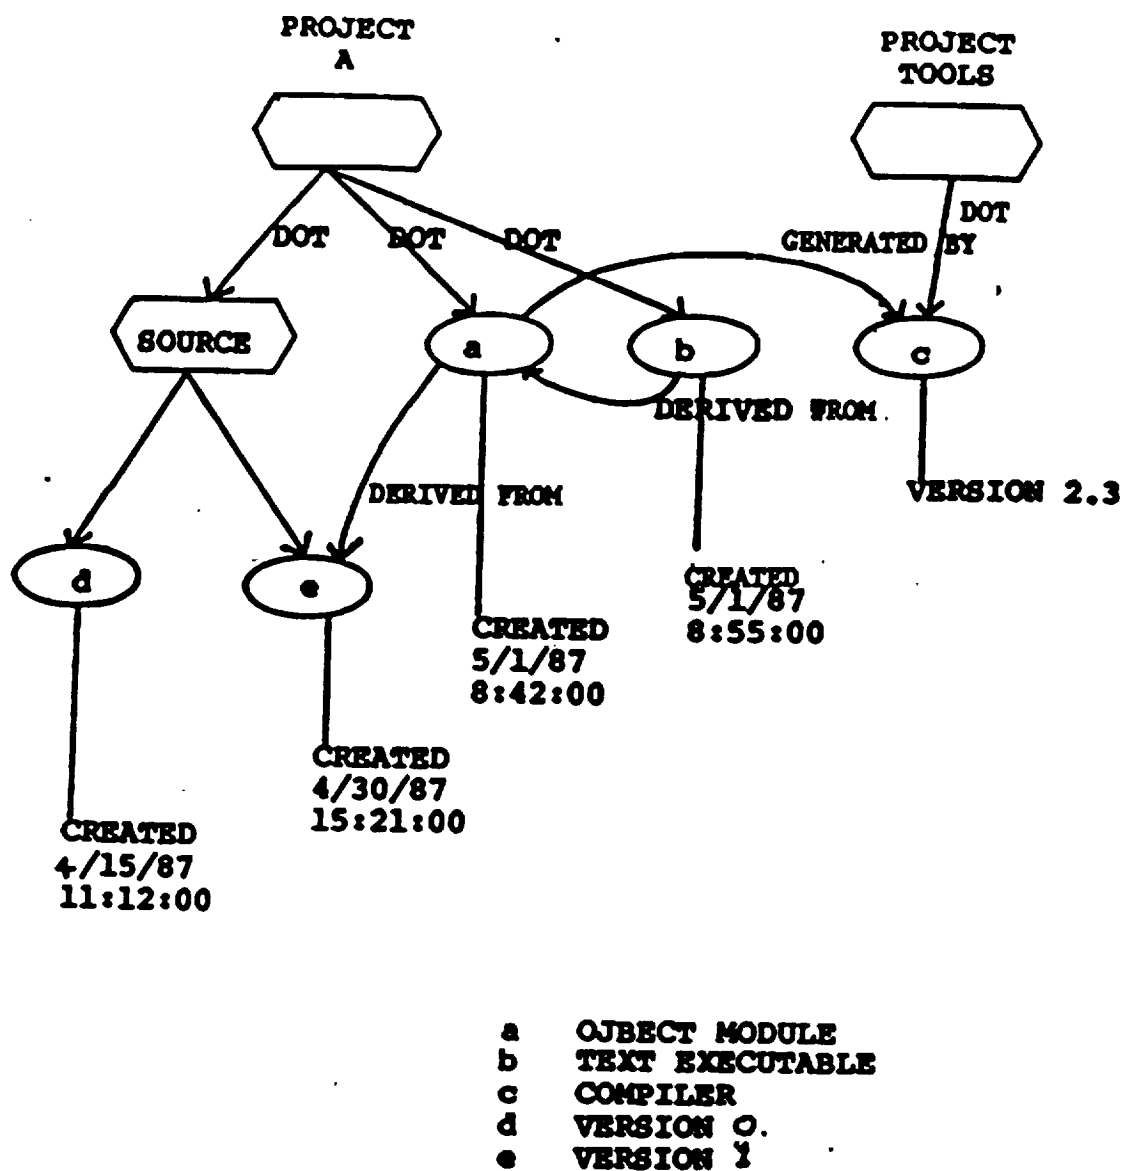 PROJECT
A
PROJECT
TOOLS
DOT
DOT
DOT
DOT
GENERATED BY
SOURCE
a
b
c
DERIVED FROM
DERIVED FROM
VERSION 2.3
d
e
CREATED
5/1/87
8:55:00
CREATED
5/1/87
8:42:00
CREATED
4/30/87
15:21:00
CREATED
4/15/87
11:12:00
a OJBECT MODULE
b TEXT EXECUTABLE
c COMPILER
d VERSION 0.
e VERSION 1